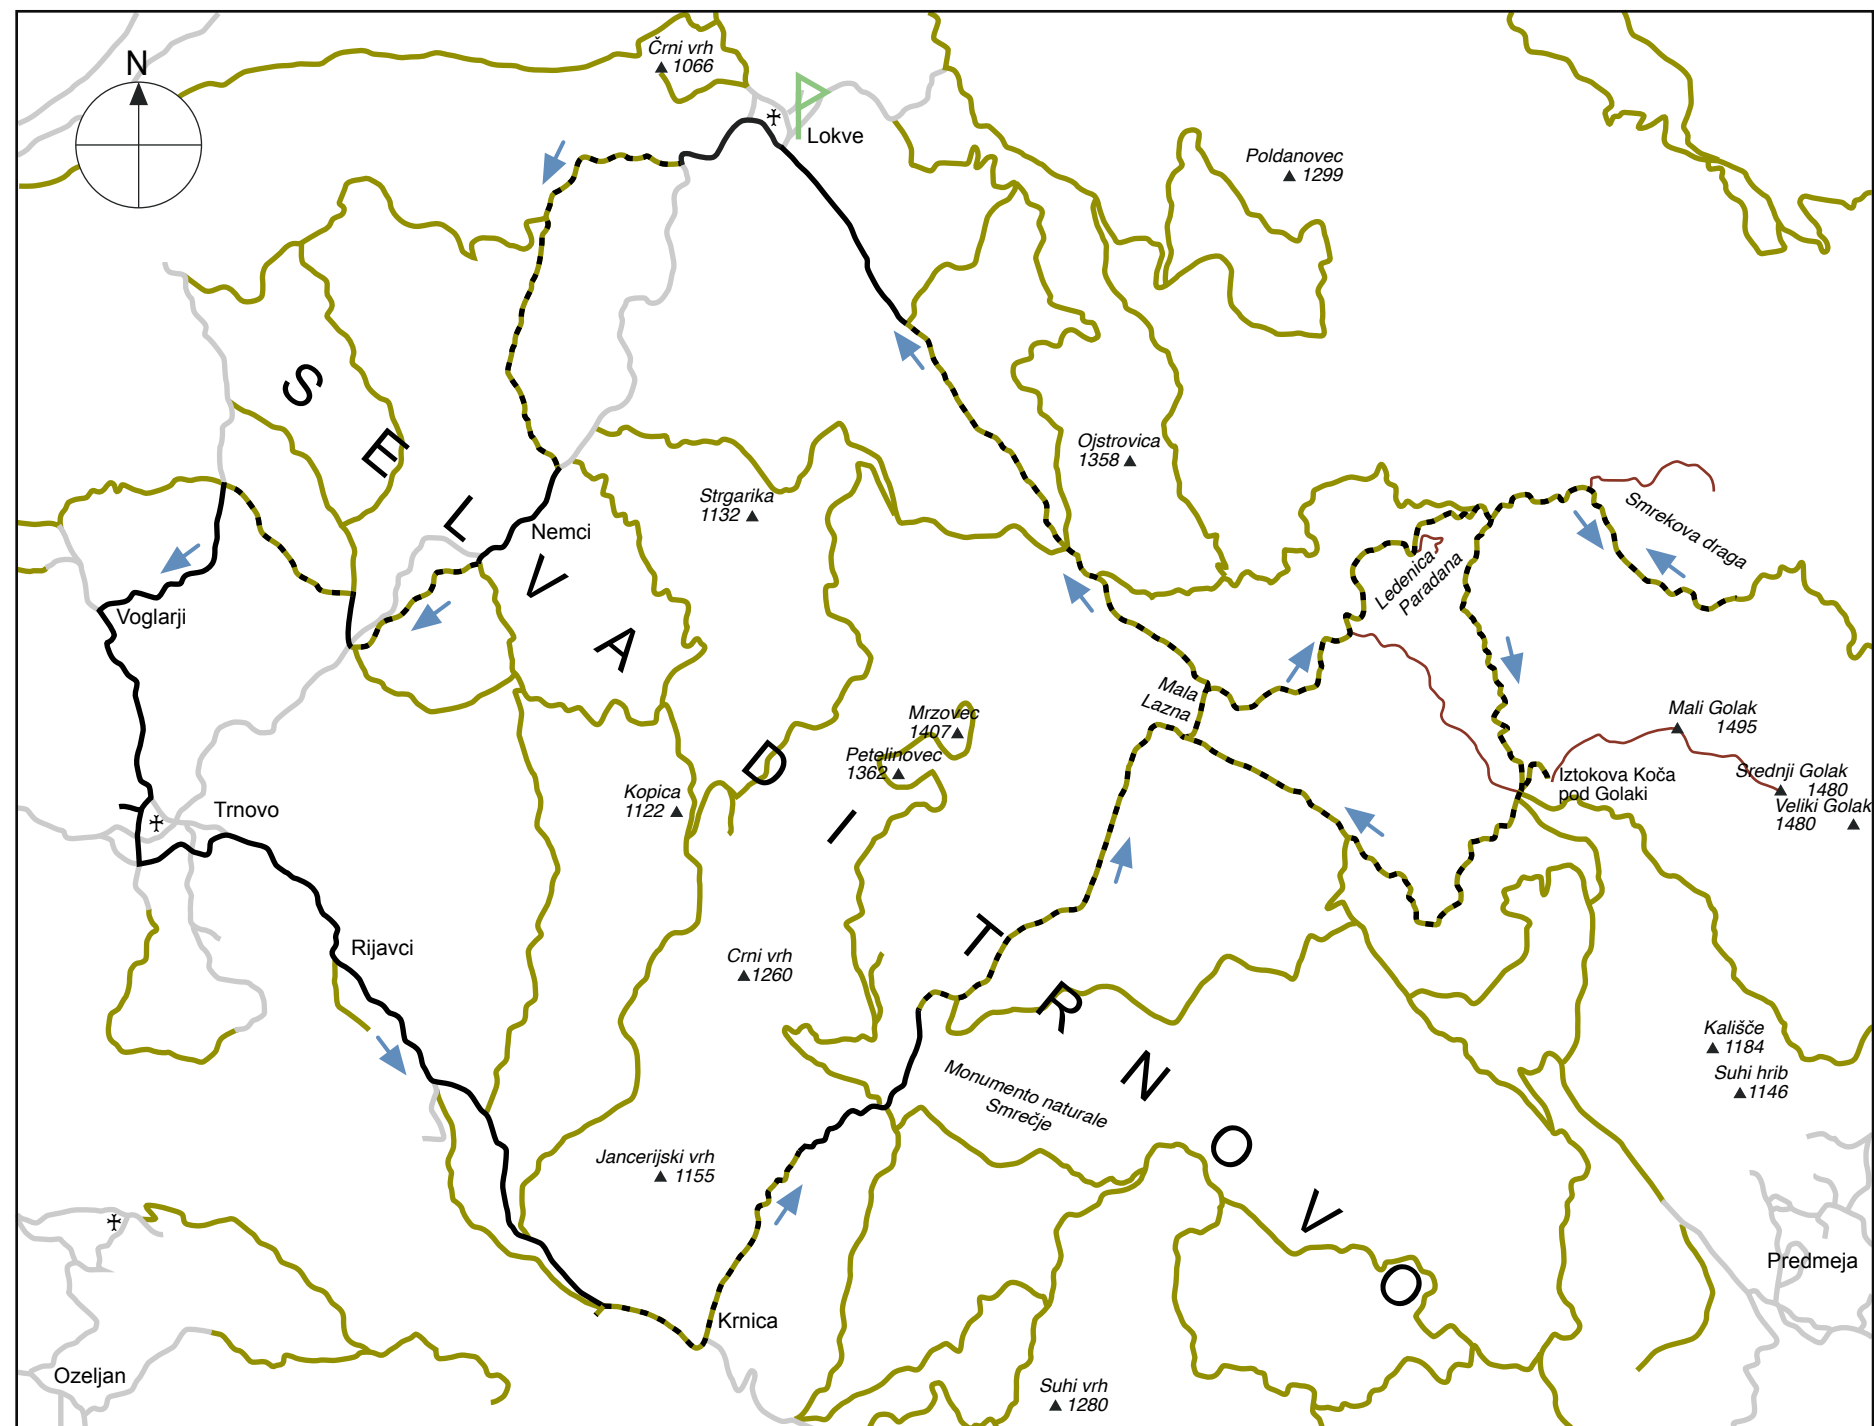 N
Črni vrh
1066
Lokve
Poldanovec
1299
SELVA DI TRNOVO
Ojstrovica
1358
Strgarika
1132
Nemci
Smrekova draga
Ledenica
Paradana
Voglarji
Mala
Lazna
Mrzovec
1407
Petelinovec
1362
Mali Golak
1495
Srednji Golak
1480
Veliki Golak
1480
Iztokova Koča
pod Golaki
Kopica
1122
Trnovo
Rijavci
Crni vrh
1260
Monumento naturale
Smrečje
Kališče
1184
Suhi hrib
1146
Jancerijski vrh
1155
Predmeja
Krnica
Ozeljan
Suhi vrh
1280